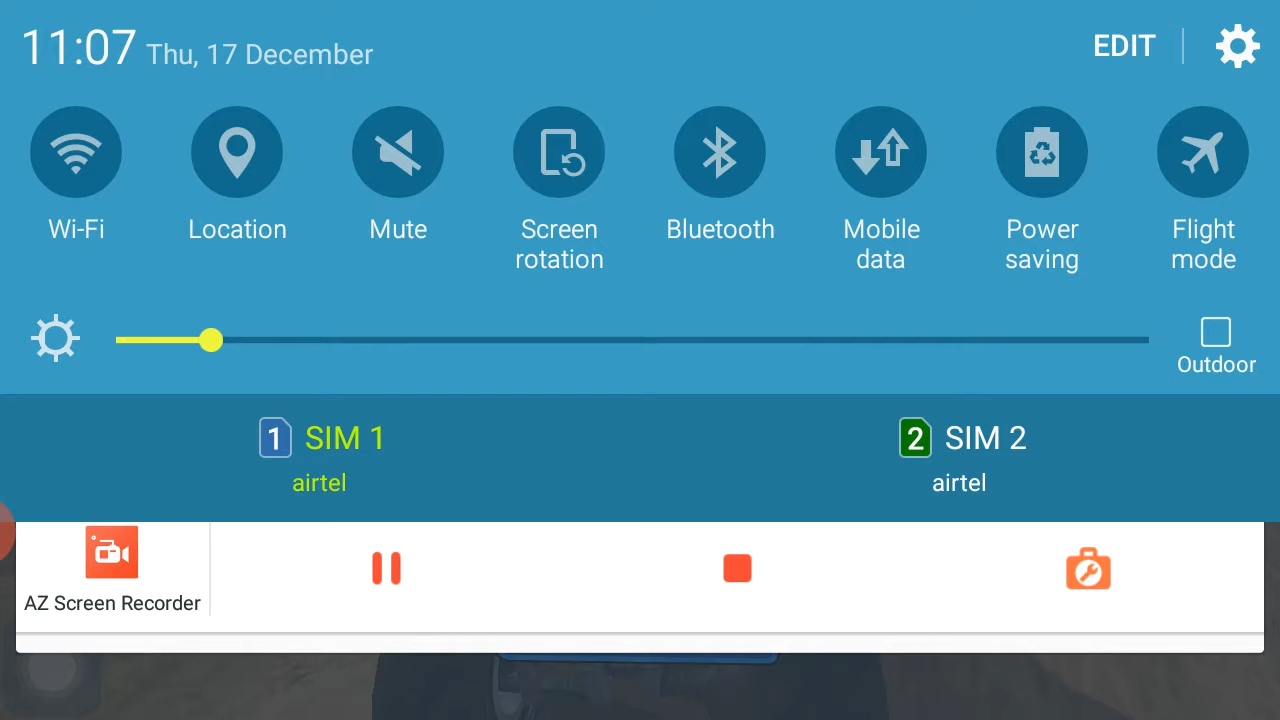 11:07 Thu, 17 December EDIT
Wi-Fi Location Mute Screen rotation Bluetooth Mobile data Power saving Flight mode
Outdoor
1 SIM 1 2 SIM 2
airtel airtel
AZ Screen Recorder